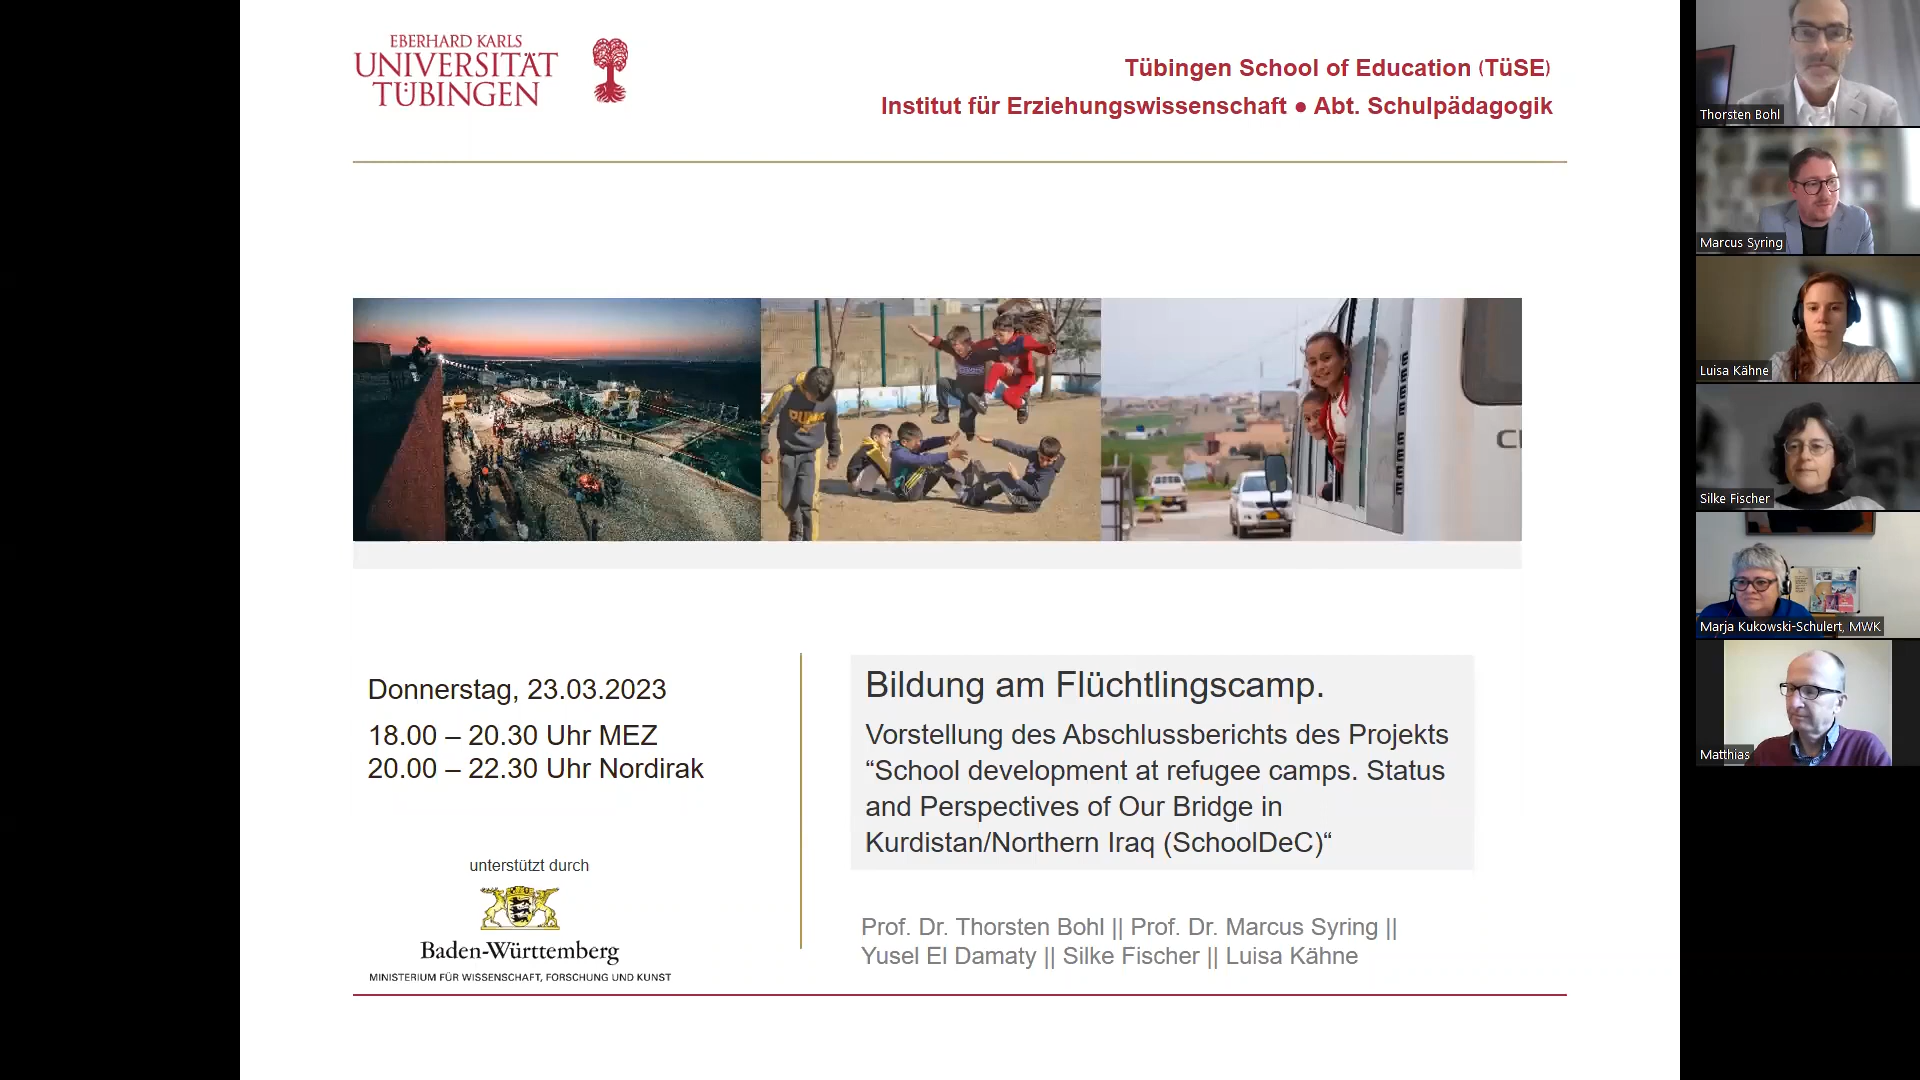 EBERHARD KARLS
UNIVERSITÄT
TÜBINGEN
Tübingen School of Education (TüSE)
Institut für Erziehungswissenschaft ● Abt. Schulpädagogik
PUMA
Donnerstag, 23.03.2023
18.00 – 20.30 Uhr MEZ
20.00 – 22.30 Uhr Nordirak
unterstützt durch
Baden-Württemberg
MINISTERIUM FÜR WISSENSCHAFT, FORSCHUNG UND KUNST
Bildung am Flüchtlingscamp.
Vorstellung des Abschlussberichts des Projekts
“School development at refugee camps. Status
and Perspectives of Our Bridge in
Kurdistan/Northern Iraq (SchoolDeC)“
Prof. Dr. Thorsten Bohl || Prof. Dr. Marcus Syring ||
Yusel El Damaty || Silke Fischer || Luisa Kähne
Thorsten Bohl
Marcus Syring
Luisa Kähne
Silke Fischer
Marja Kukowski-Schulert, MWK
Matthias